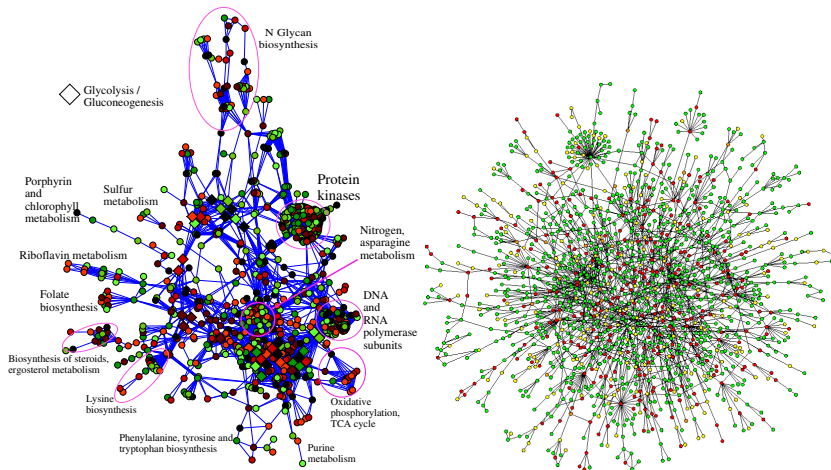 N Glycan
biosynthesis
Glycolysis /
Gluconeogenesis
Porphyrin
and
chlorophyll
metabolism
Sulfur
metabolism
Protein
kinases
Nitrogen,
asparagine
metabolism
Riboflavin metabolism
Folate
biosynthesis
DNA
and
RNA
polymerase
subunits
Biosynthesis of steroids,
ergosterol metabolism
Lysine
biosynthesis
Oxidative
phosphorylation,
TCA cycle
Phenylalanine, tyrosine and
tryptophan biosynthesis
Purine
metabolism